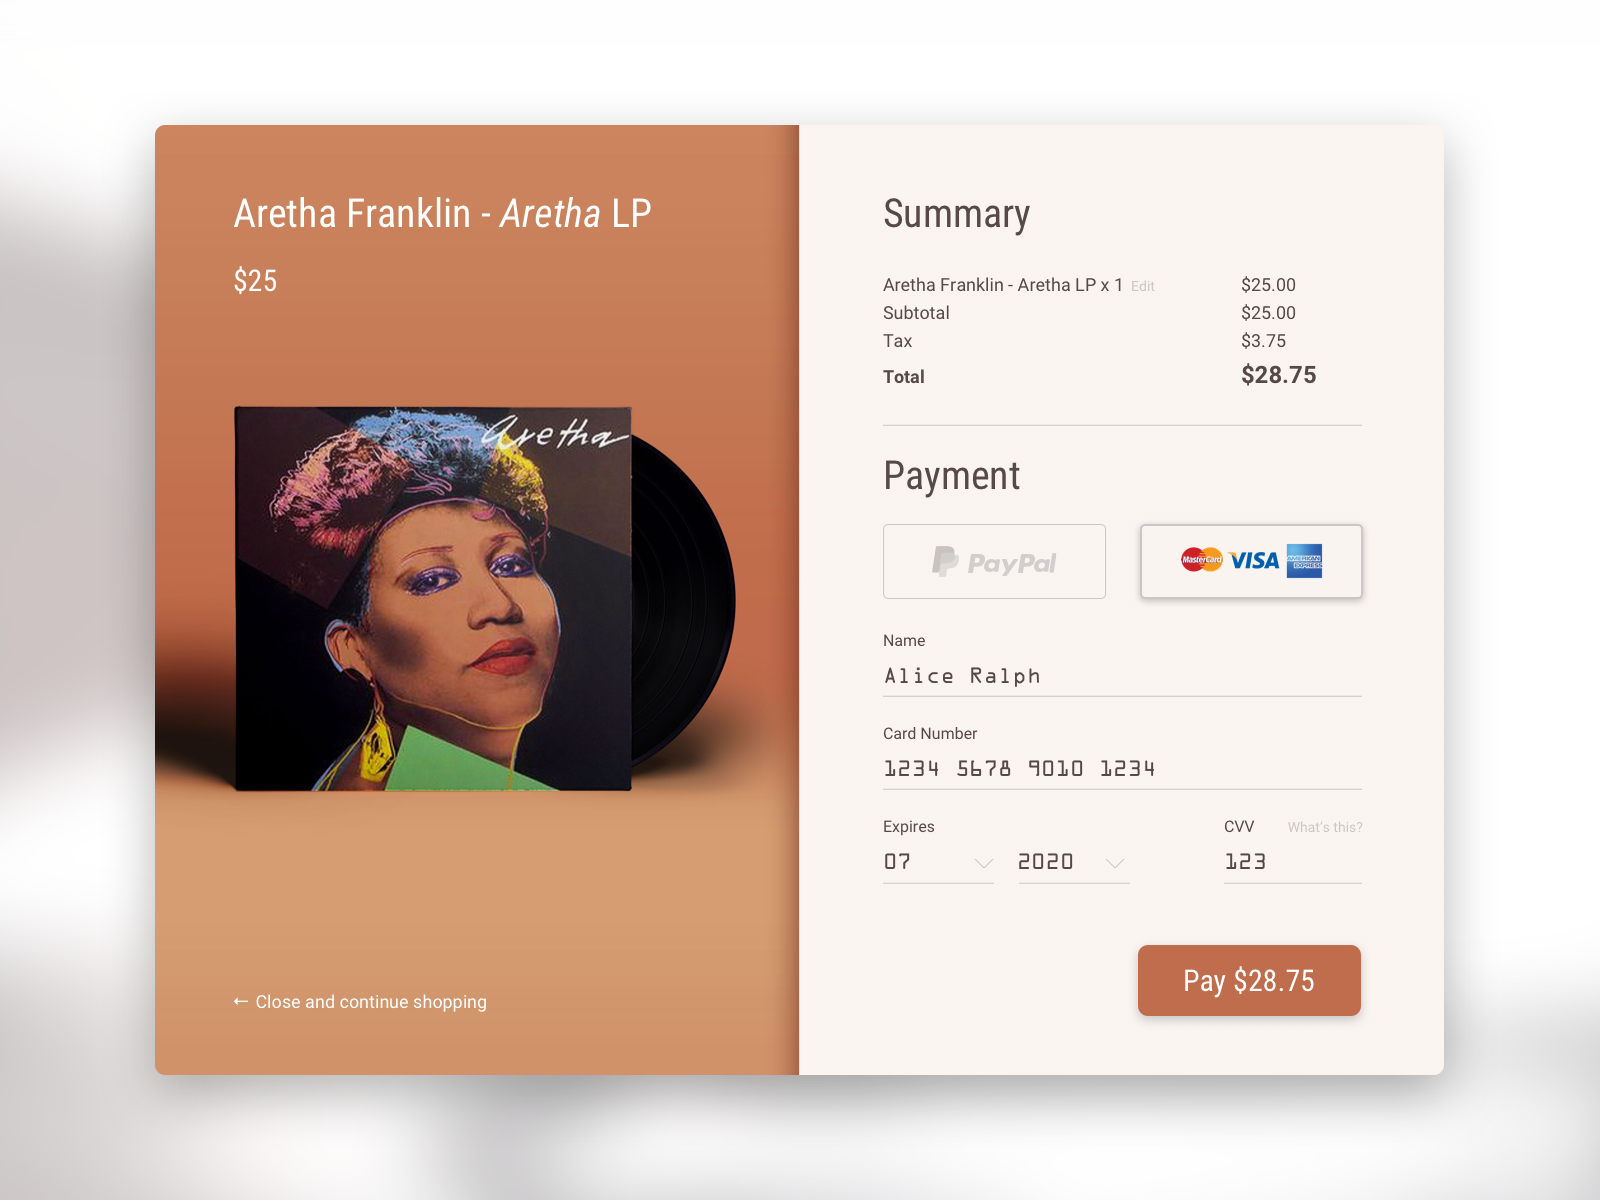 Aretha Franklin - Aretha LP
$25
Aretha
← Close and continue shopping
Summary
Aretha Franklin - Aretha LP x 1 Edit $25.00
Subtotal $25.00
Tax $3.75
Total $28.75
Payment
PayPal
MasterCard VISA AMERICAN EXPRESS
Name
Alice Ralph
Card Number
1234 5678 9010 1234
Expires CVV What's this?
07 2020 123
Pay $28.75